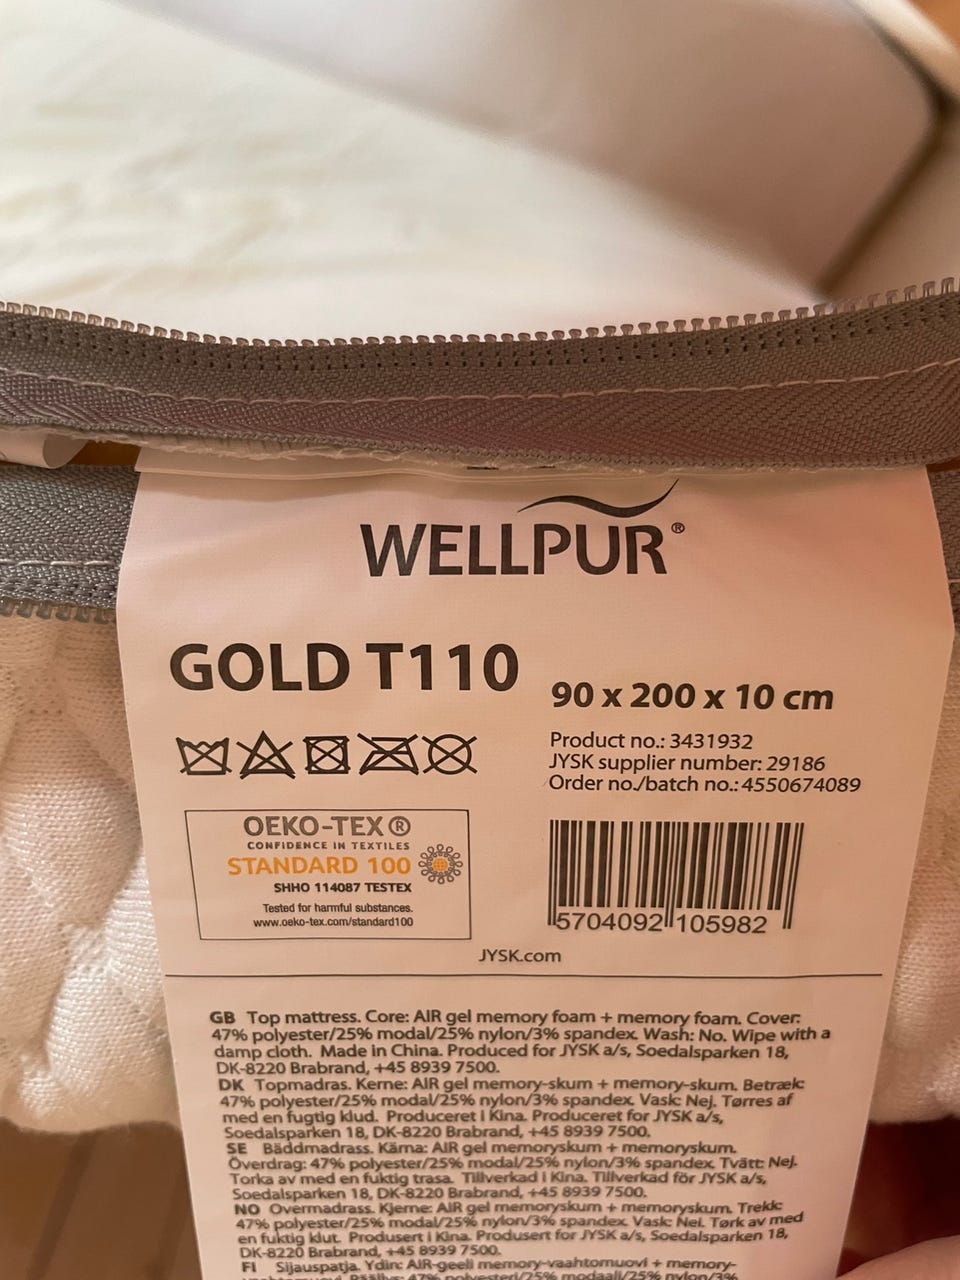 WELLPUR®
GOLD T110
90 x 200 x 10 cm
Product no.: 3431932
JYSK supplier number: 29186
Order no./batch no.: 4550674089
OEKO-TEX®
CONFIDENCE IN TEXTILES
STANDARD 100
SHHO 114087 TESTEX
Tested for harmful substances.
www.oeko-tex.com/standard100
5704092 105982
JYSK.com
GB Top mattress. Core: AIR gel memory foam + memory foam. Cover:
47% polyester/25% modal/25% nylon/3% spandex. Wash: No. Wipe with a
damp cloth. Made in China. Produced for JYSK a/s, Soedalsparken 18,
DK-8220 Brabrand, +45 8939 7500.
DK Topmadras. Kerne: AIR gel memory-skum + memory-skum. Betræk:
47% polyester/25% modal/25% nylon/3% spandex. Vask: Nej. Tørres af
med en fugtig klud. Produceret i Kina. Produceret for JYSK a/s,
Soedalsparken 18, DK-8220 Brabrand, +45 8939 7500.
SE Bäddmadrass. Kärna: AIR gel memoryskum + memoryskum.
Överdrag: 47% polyester/25% modal/25% nylon/3% spandex. Tvätt: Nej.
Torka av med en fuktig trasa. Tillverkad i Kina. Tillverkad för JYSK a/s,
Soedalsparken 18, DK-8220 Brabrand, +45 8939 7500.
NO Overmadrass. Kjerne: AIR gel memoryskum + memoryskum. Trekk:
47% polyester/25% modal/25% nylon/3% spandex. Vask: Nei. Tørk av med
en fuktig klut. Produsert i Kina. Produsert for JYSK a/s, Soedalsparken 18,
DK-8220 Brabrand, +45 8939 7500.
FI Sijauspatja. Ydin: AIR-geeli memory-vaahtomuovi + memory-
47% polyesteri/25% modaali/25% nylon/3%